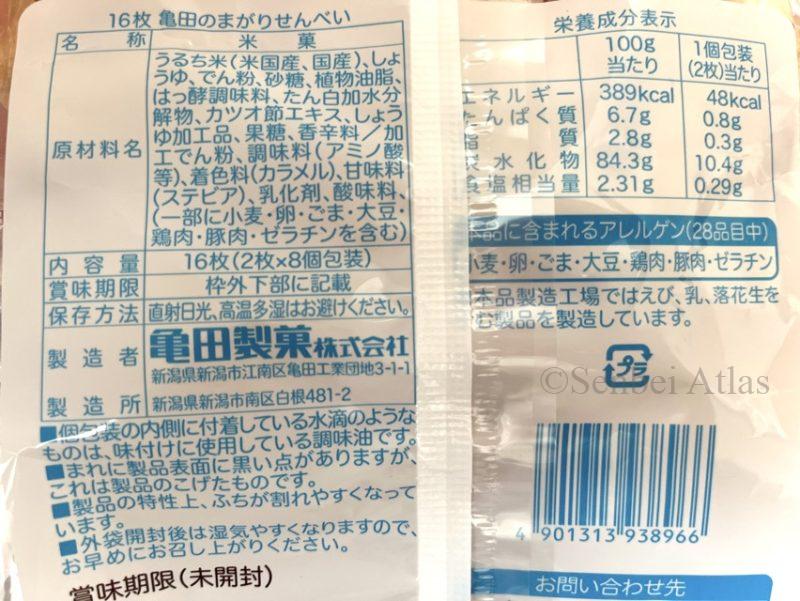 16枚 亀田のまがりせんべい
名 称 米 菓
原材料名
うるち米(米国産、国産)、しょ
うゆ、でん粉、砂糖、植物油脂、
はっ酵調味料、たん白加水分
解物、カツオ節エキス、しょう
ゆ加工品、果糖、香辛料／加
工でん粉、調味料(アミノ酸
等)、着色料(カラメル)、甘味料
(ステビア)、乳化剤、酸味料、
(一部に小麦・卵・ごま・大豆・
鶏肉・豚肉・ゼラチンを含む)
内 容 量 16枚(2枚×8個包装)
賞味期限 枠外下部に記載
保存方法 直射日光、高温多湿はお避けください。
製 造 者 亀田製菓株式会社
新潟県新潟市江南区亀田工業団地3-1-1
製 造 所 新潟県新潟市南区白根481-2
■個包装の内側に付着している水滴のような
ものは、味付けに使用している調味油です。
■まれに製品表面に黒い点がありますが、
これは製品のこげたものです。
■製品の特性上、ふちが割れやすくなって
います。
■外袋開封後は湿気やすくなりますので、
お早めにお召し上がりください。
賞味期限(未開封)
栄養成分表示
100g 当たり 1個包装 (2枚)当たり
エネルギー 389kcal 48kcal
たんぱく質 6.7g 0.8g
脂 質 2.8g 0.3g
炭水化物 84.3g 10.4g
食塩相当量 2.31g 0.29g
本品に含まれるアレルゲン(28品目中)
小麦・卵・ごま・大豆・鶏肉・豚肉・ゼラチン
本品製造工場ではえび、乳、落花生を
む製品を製造しています。
プラ
©Senbei Atlas
4 901313 938966
お問い合わせ先